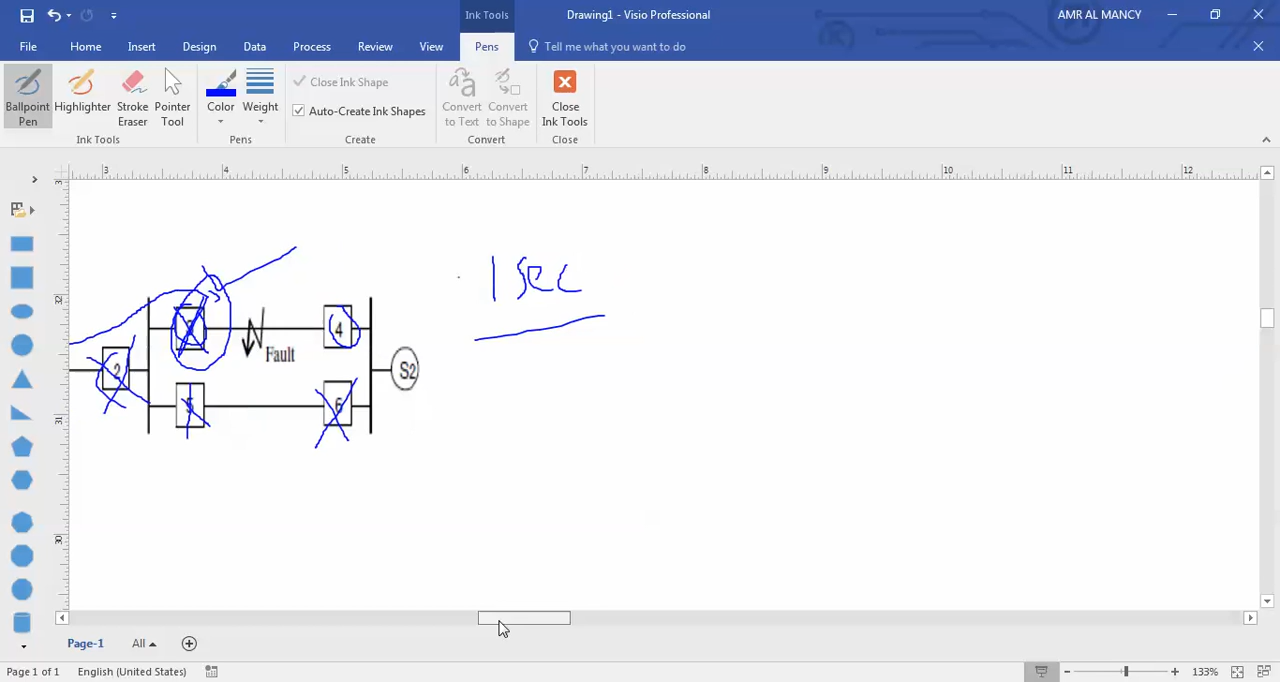 Ink Tools
Drawing1 - Visio Professional
AMR AL MANCY
File Home Insert Design Data Process Review View Pens Tell me what you want to do
Ballpoint Pen
Highlighter
Stroke Eraser
Pointer Tool
Color
Weight
Close Ink Shape
Auto-Create Ink Shapes
Convert to Text
Convert to Shape
Close Ink Tools
Ink Tools Pens Create Convert Close
3 4 5 6 7 8 9 10 11 12
32
31
30
1 sec
4
Fault
2
S2
5
6
Page-1 All
Page 1 of 1 English (United States) 133%